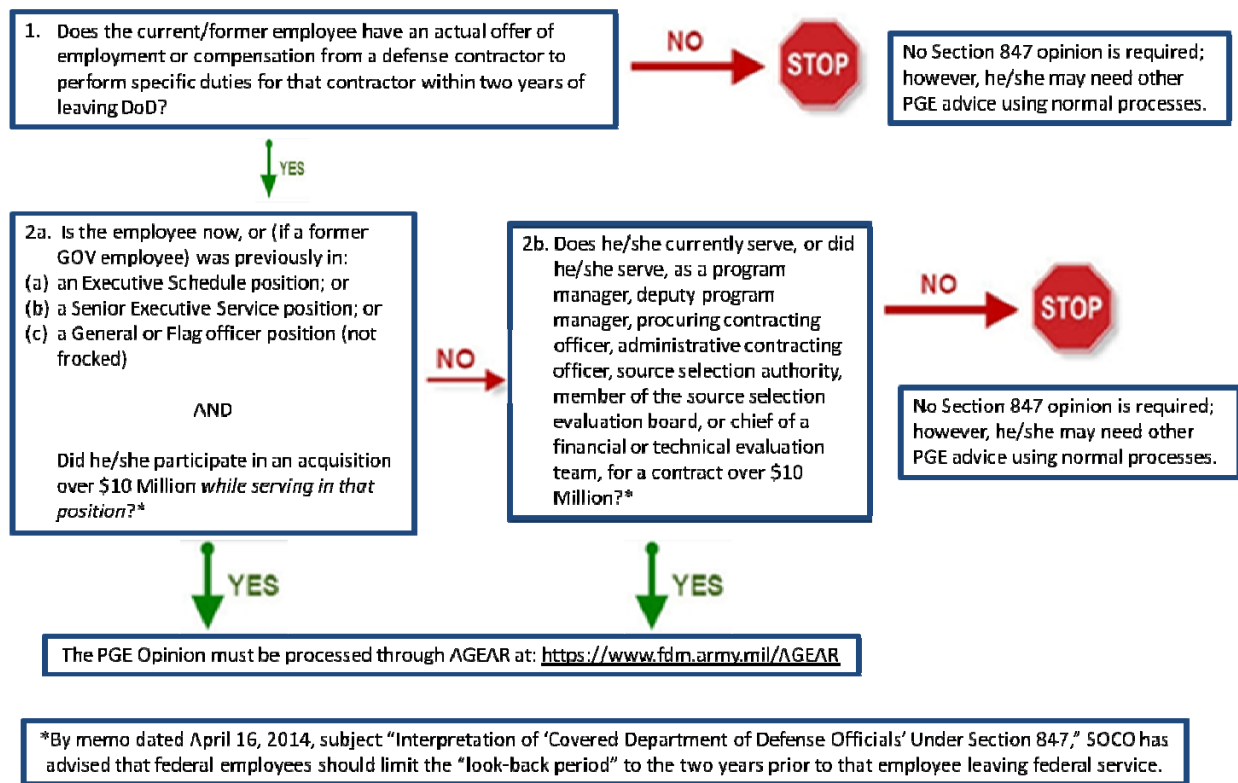 1. Does the current/former employee have an actual offer of
employment or compensation from a defense contractor to
perform specific duties for that contractor within two years of
leaving DoD?
NO
STOP
No Section 847 opinion is required;
however, he/she may need other
PGE advice using normal processes.
YES
2a. Is the employee now, or (if a former
GOV employee) was previously in:
(a) an Executive Schedule position; or
(b) a Senior Executive Service position; or
(c) a General or Flag officer position (not
frocked)
AND
Did he/she participate in an acquisition
over $10 Million while serving in that
position?*
NO
2b. Does he/she currently serve, or did
he/she serve, as a program
manager, deputy program
manager, procuring contracting
officer, administrative contracting
officer, source selection authority,
member of the source selection
evaluation board, or chief of a
financial or technical evaluation
team, for a contract over $10
Million?*
NO
STOP
No Section 847 opinion is required;
however, he/she may need other
PGE advice using normal processes.
YES
YES
The PGE Opinion must be processed through AGEAR at: https://www.fdm.army.mil/AGEAR
*By memo dated April 16, 2014, subject "Interpretation of 'Covered Department of Defense Officials' Under Section 847," SOCO has
advised that federal employees should limit the "look-back period" to the two years prior to that employee leaving federal service.